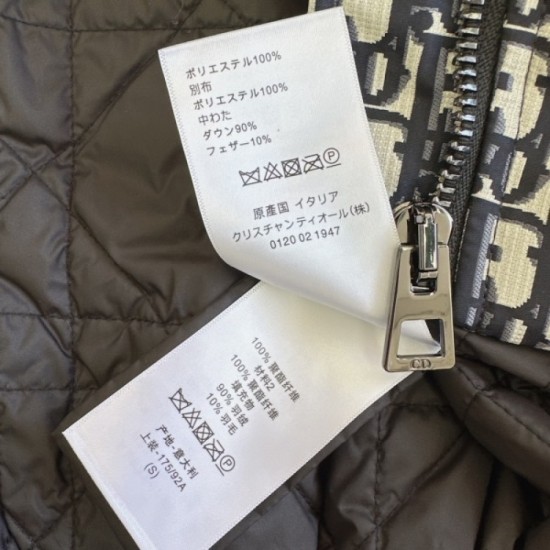 ポリエステル100%
別布
ポリエステル100%
中わた
ダウン90%
フェザー10%
P
原產国 イタリア
クリスチャンディオール(株)
0120 02 1947
CD
100% 聚酯纤维
材料2
100% 聚酯纤维
填充物
90% 羽绒
10% 羽毛
P
产地-意大利
上装-175/92A
(S)